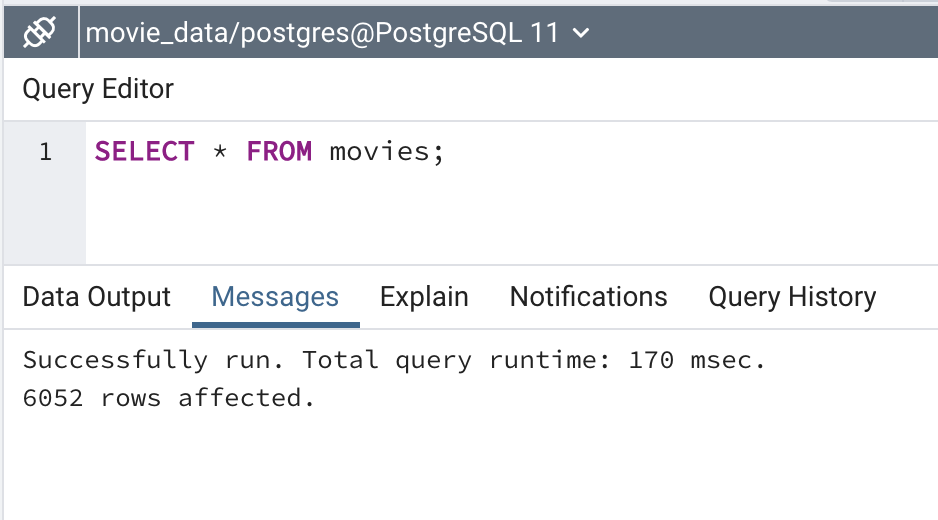 movie_data/postgres@PostgreSQL 11
Query Editor
1 SELECT * FROM movies;
Data Output Messages Explain Notifications Query History
Successfully run. Total query runtime: 170 msec.
6052 rows affected.